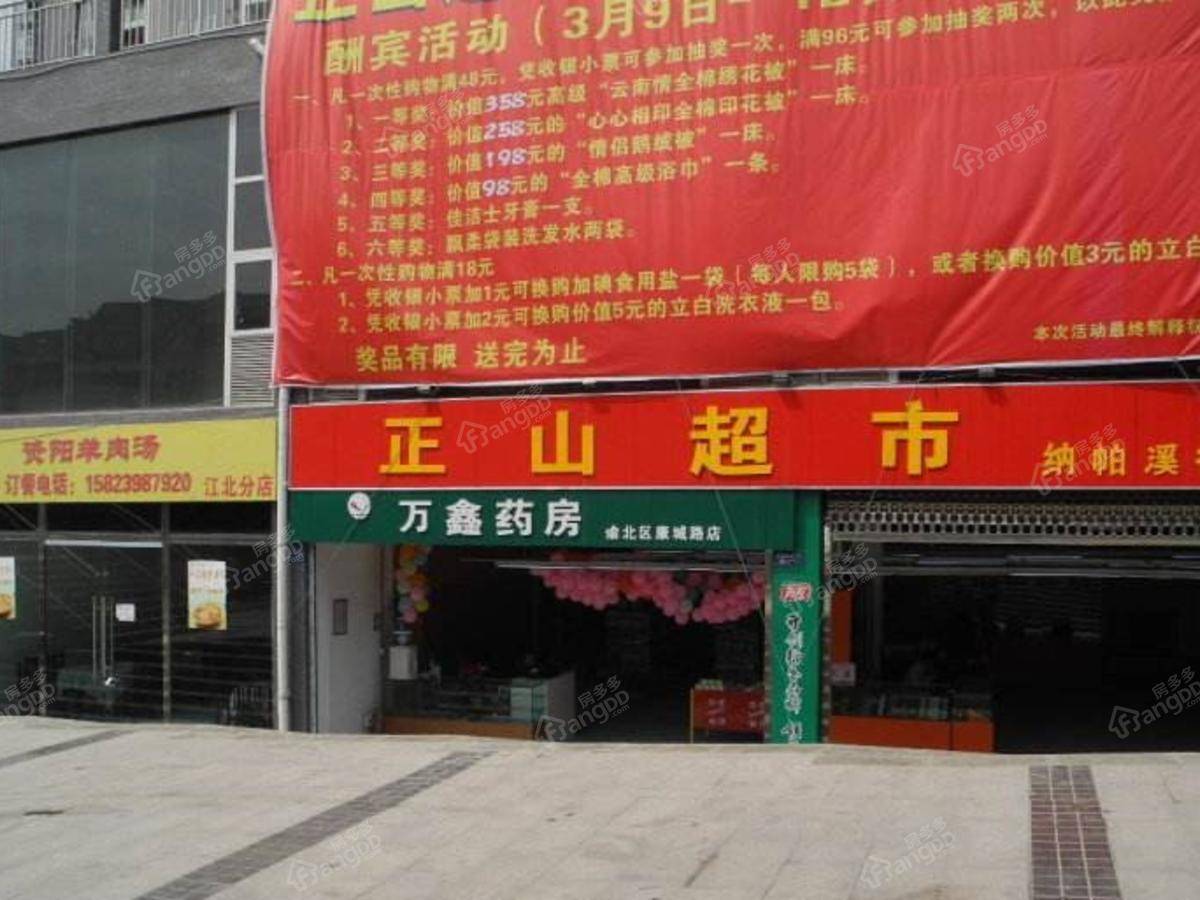 酬宾活动（3月9日
一、凡一次性购物满48元，凭收银小票可参加抽奖一次，满96元可参加抽奖两次，以此类
1、一等奖：价值358元高级“云南情全棉绣花被”一床。
2、二等奖：价值258元的“心心相印全棉印花被”一床。
3、三等奖：价值198元的“情侣鹅绒被”一床。
4、四等奖：价值98元的“全棉高级浴巾”一条。
5、五等奖：佳洁士牙膏一支。
6、六等奖：飘柔袋装洗发水两袋。
二、凡一次性购物满18元
1、凭收银小票加1元可换购加碘食用盐一袋（每人限购5袋），或者换购价值3元的立白
2、凭收银小票加2元可换购价值5元的立白洗衣液一包。
奖品有限 送完为止
本次活动最终解释
正山超市 纳帕溪
荧阳羊肉汤
订餐电话：15823987920 江北分店
万鑫药房 渝北区康城路店
房多多
Fangdd.com